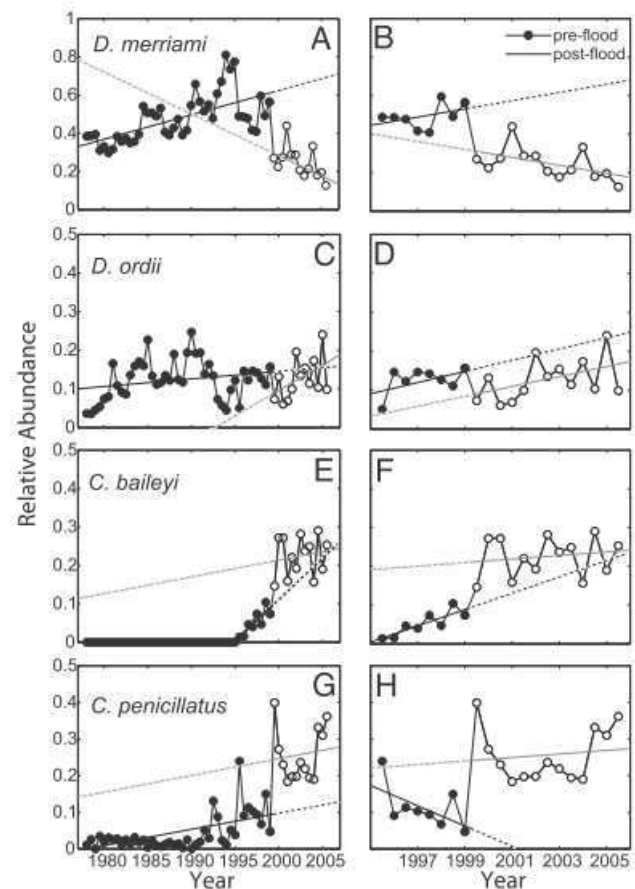 D. merriami
A
1
0.8
0.6
0.4
0.2
0
B
pre-flood
post-flood
D. ordii
C
0.5
0.4
0.3
0.2
0.1
0
D
Relative Abundance
C. baileyi
E
0.5
0.4
0.3
0.2
0.1
0
F
C. penicillatus
G
0.5
0.4
0.3
0.2
0.1
0
H
1980 1985 1990 1995 2000 2005
Year
1997 1999 2001 2003 2005
Year